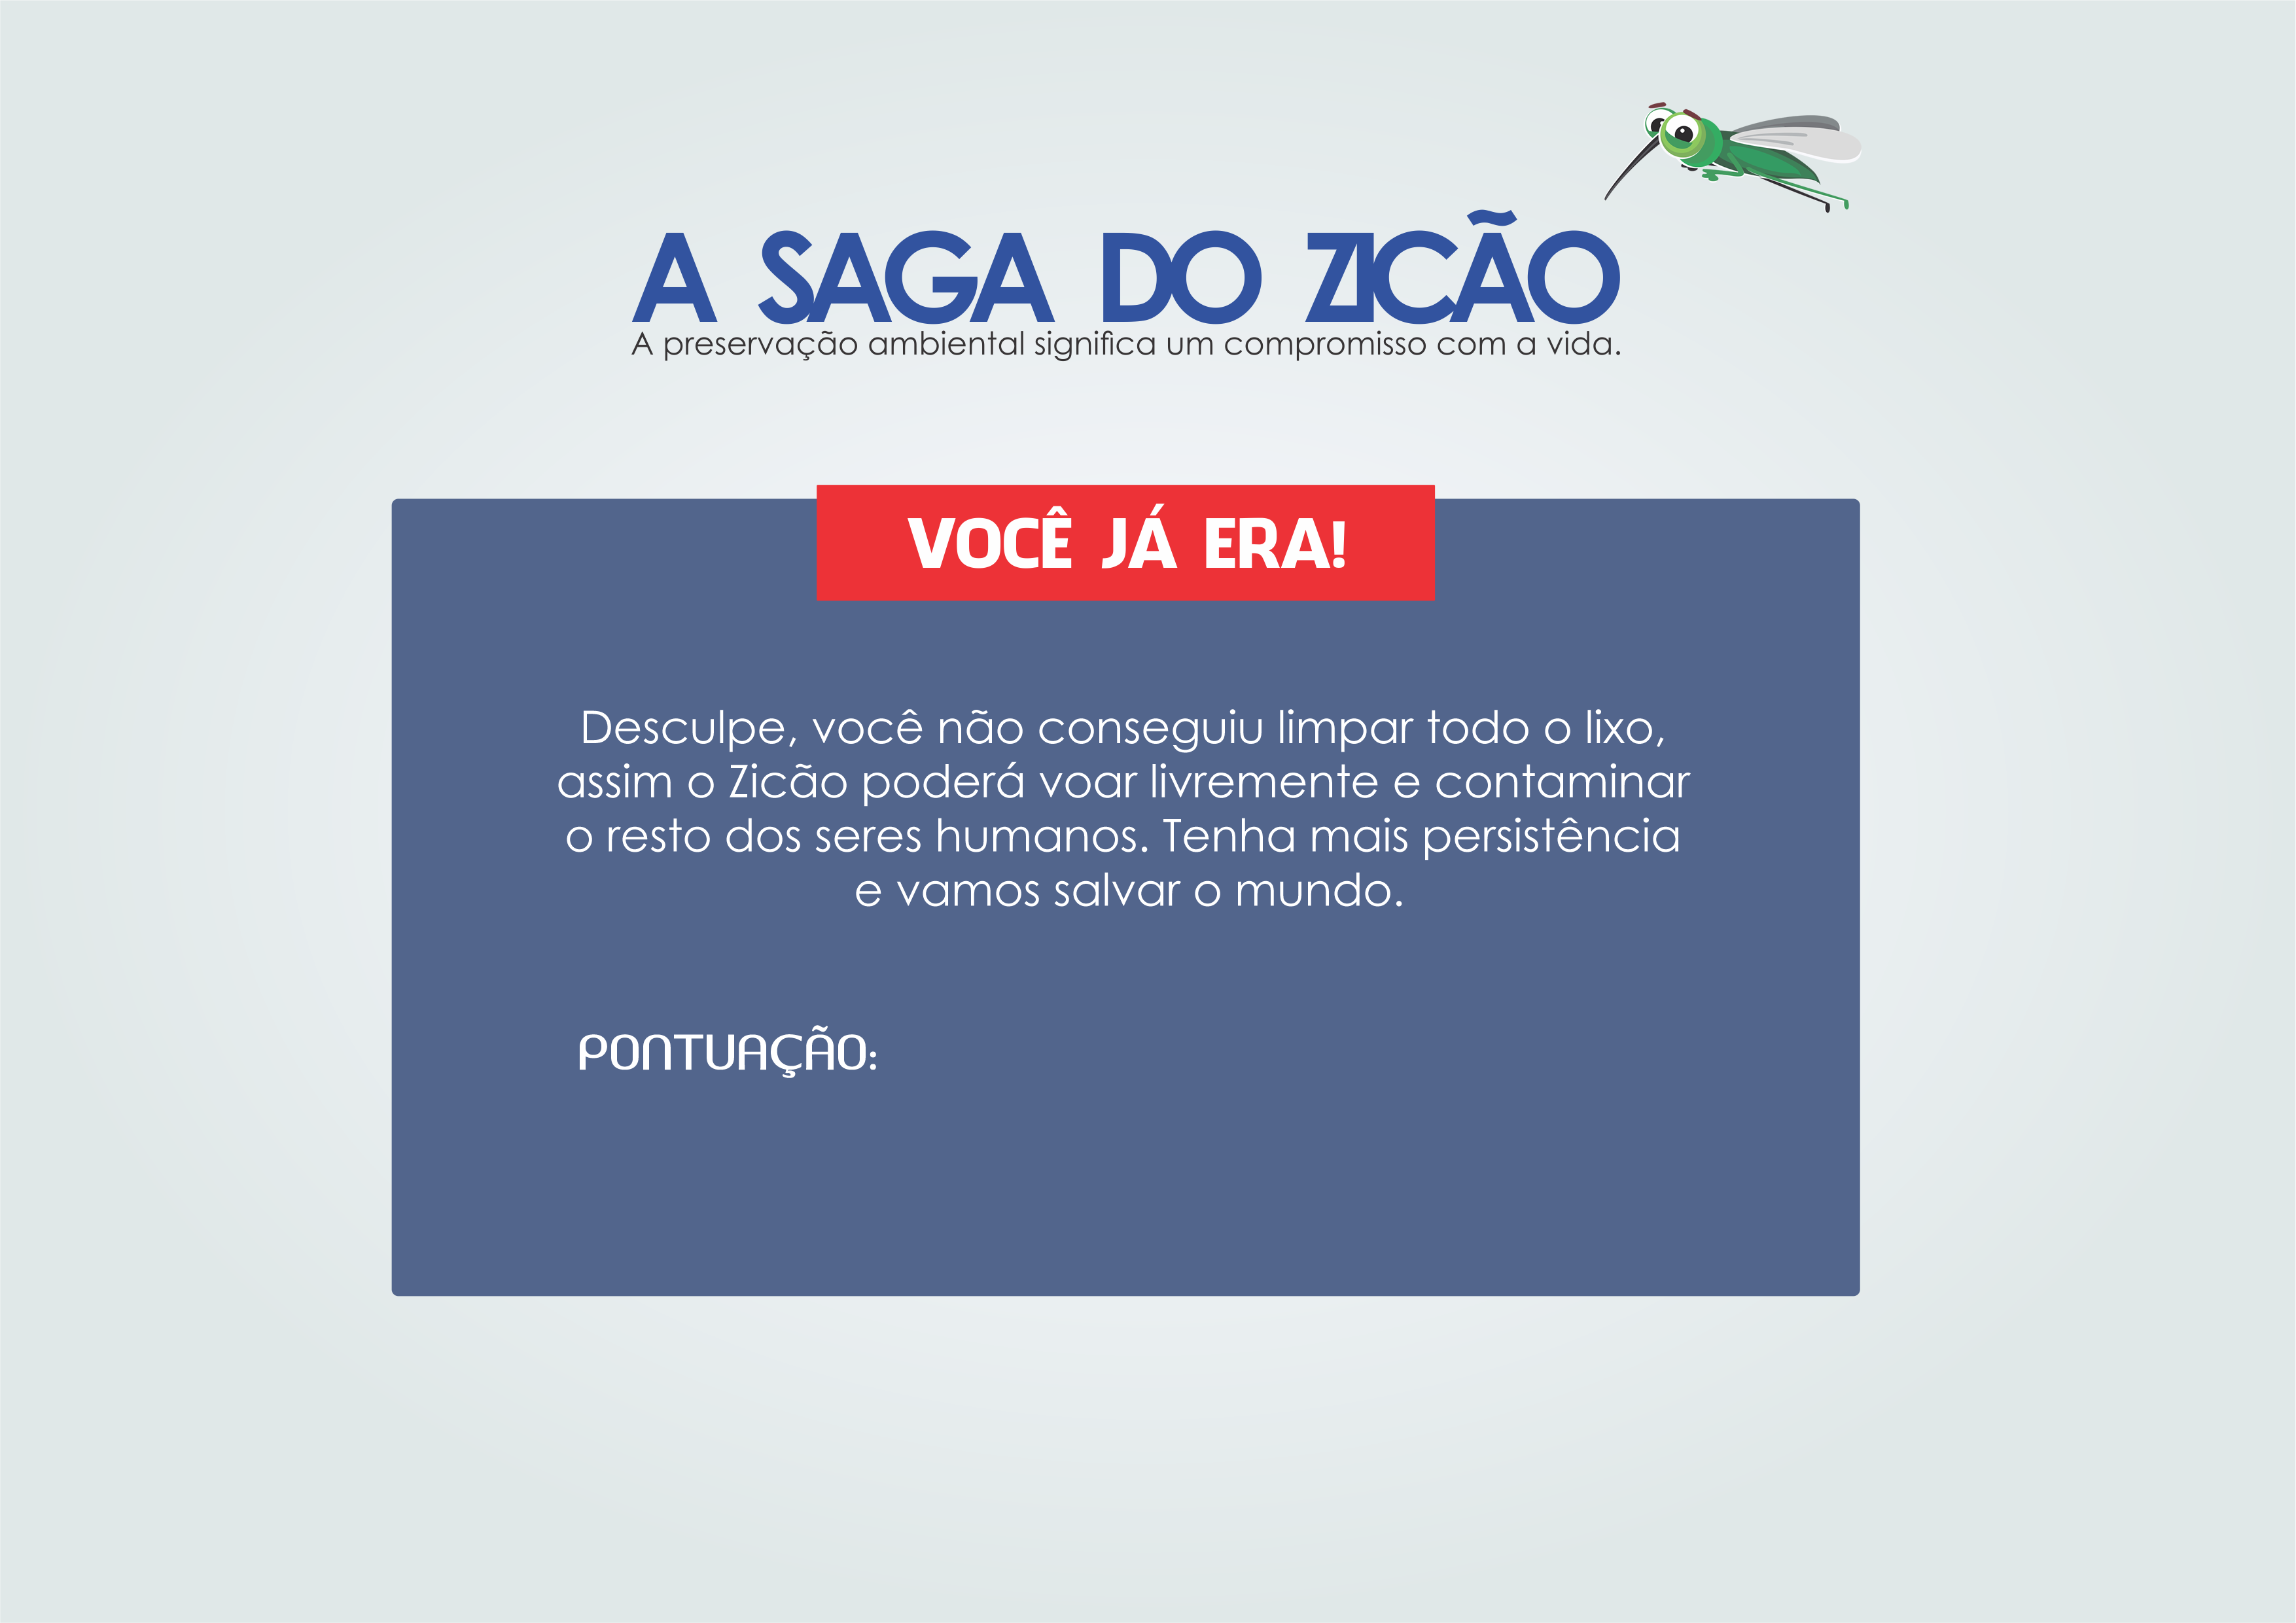 A SAGA DO ZICÃO
A preservação ambiental significa um compromisso com a vida.
VOCÊ JÁ ERA!
Desculpe, você não conseguiu limpar todo o lixo,
assim o Zicão poderá voar livremente e contaminar
o resto dos seres humanos. Tenha mais persistência
e vamos salvar o mundo.
PONTUAÇÃO: